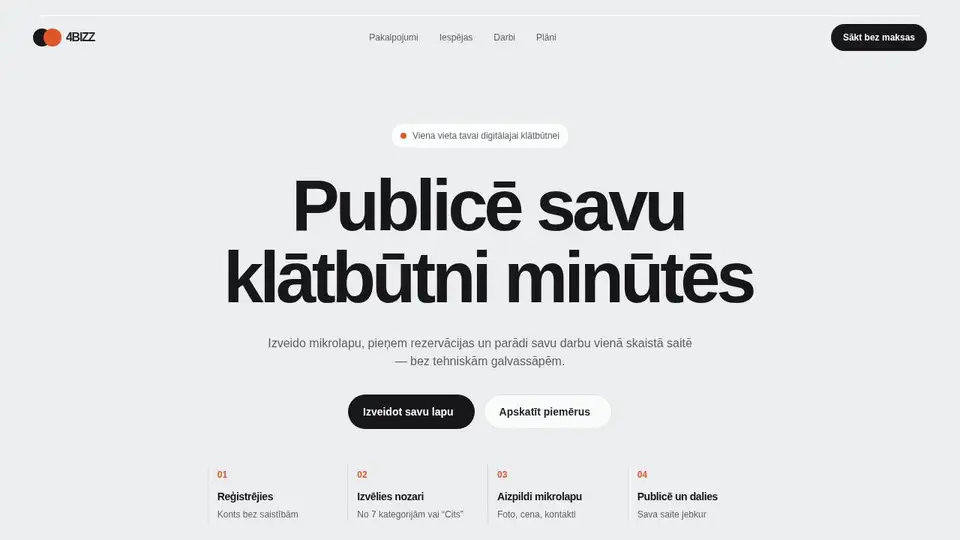 4BIZZ
Pakalpojumi
Iespējas
Darbi
Plāni
Sākt bez maksas
Viena vieta tavai digitālajai klātbūtnei
Publicē savu
klātbūtni minūtēs
Izveido mikrolapu, pieņem rezervācijas un parādi savu darbu vienā skaistā saitē
— bez tehniskām galvassāpēm.
Izveidot savu lapu
Apskatīt piemērus
01
Reģistrējies
Konts bez saistībām
02
Izvēlies nozari
No 7 kategorijām vai “Cits”
03
Aizpildi mikrolapu
Foto, cena, kontakti
04
Publicē un dalies
Sava saite jebkur